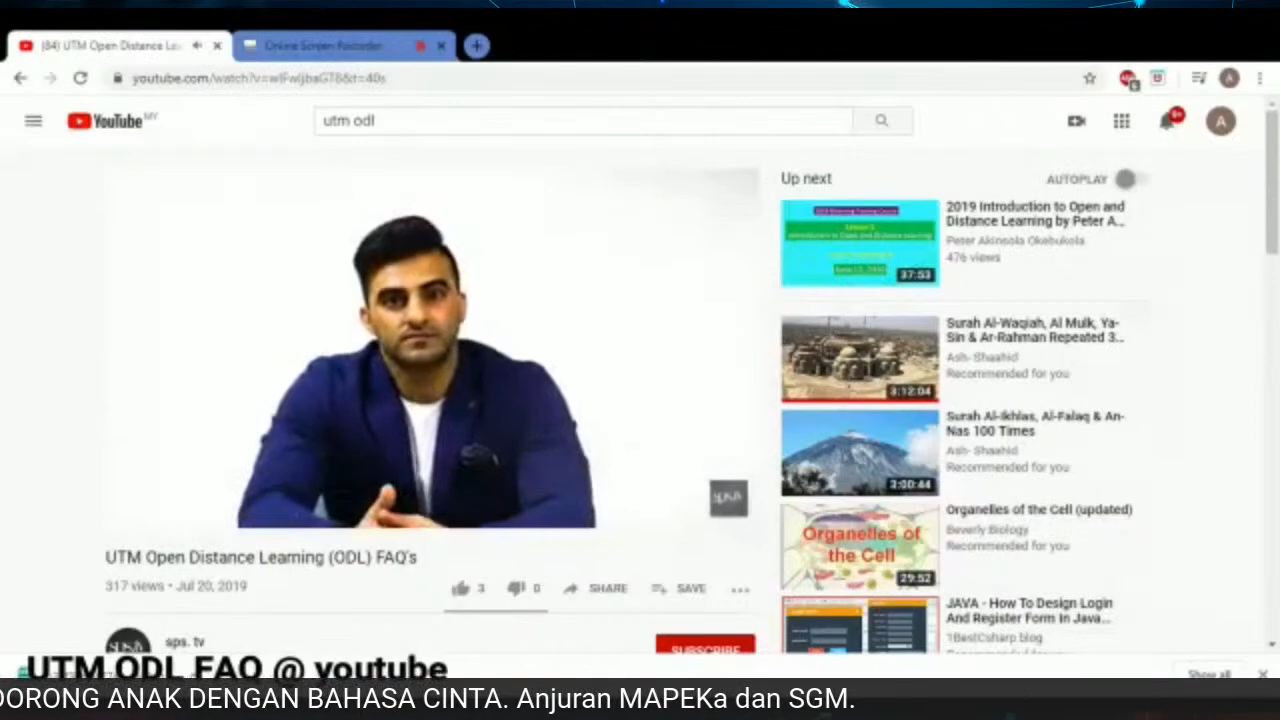 (84) UTM Open Distance Lea
Online Screen Recorder
youtube.com/watch?v=
YouTube MY
utm odl
9+
A
Up next
AUTOPLAY
37:53
2019 Introduction to Open and
Distance Learning by Peter A...
Peter Akinsola Okebukola
476 views
3:12:04
Surah Al-Waqiah, Al Mulk, Ya-
Sin & Ar-Rahman Repeated 3...
Ash- Shaahid
Recommended for you
3:00:44
Surah Al-Ikhlas, Al-Falaq & An-
Nas 100 Times
Ash- Shaahid
Recommended for you
Organelles of
the Cell
29:52
Organelles of the Cell (updated)
Beverly Biology
Recommended for you
JAVA - How To Design Login
And Register Form In Java...
1BestCsharp blog
UTM Open Distance Learning (ODL) FAQ's
317 views • Jul 20, 2019
3
0
SHARE
SAVE
sps. tv
SUBSCRIBE
Show all
UTM ODL FAQ @ youtube
DORONG ANAK DENGAN BAHASA CINTA. Anjuran MAPEKa dan SGM.